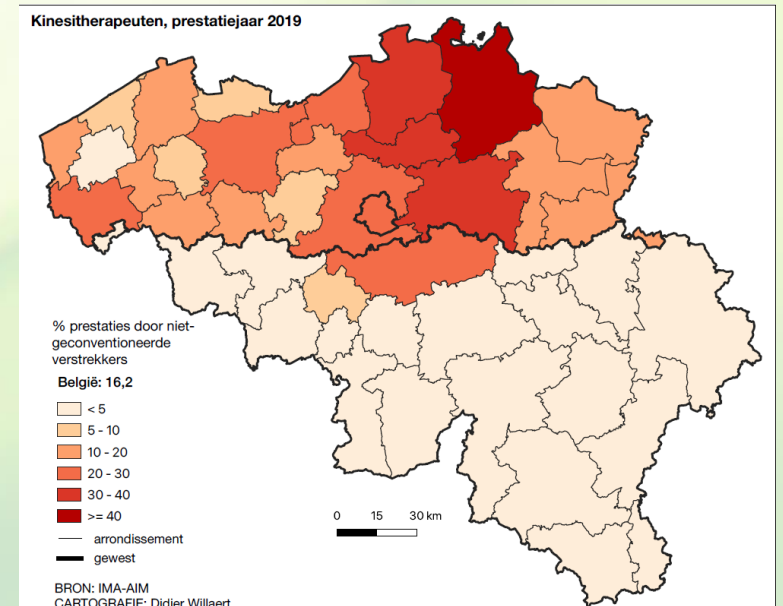 Kinesitherapeuten, prestatiejaar 2019
% prestaties door niet-
geconventioneerde
verstrekkers
België: 16,2
< 5
5 - 10
10 - 20
20 - 30
30 - 40
>= 40
arrondissement
gewest
0 15 30 km
BRON: IMA-AIM
CARTOGRAFIE: Didier Willaert